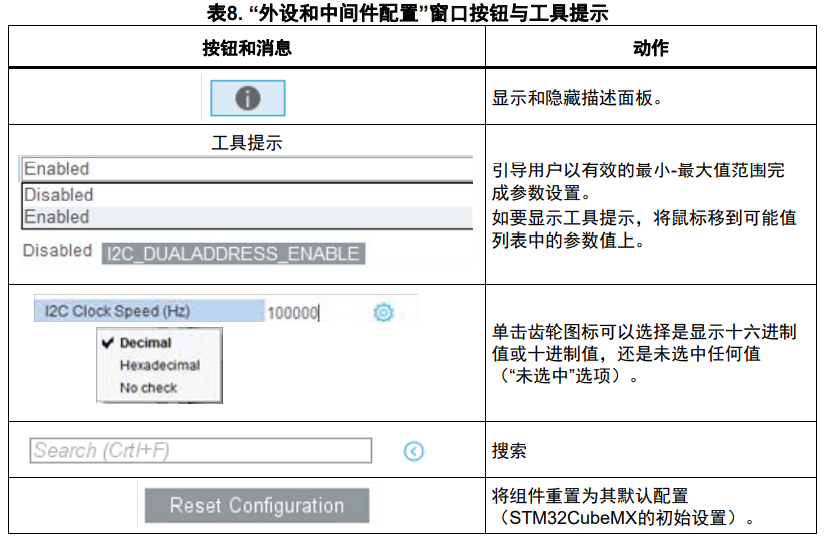 表8. “外设和中间件配置”窗口按钮与工具提示
按钮和消息
动作
显示和隐藏描述面板。
工具提示
Enabled
Disabled
Enabled
Disabled I2C_DUALADDRESS_ENABLE
引导用户以有效的最小-最大值范围完
成参数设置。
如要显示工具提示，将鼠标移到可能值
列表中的参数值上。
I2C Clock Speed (Hz) 100000
Decimal
Hexadecimal
No check
单击齿轮图标可以选择是显示十六进制
值或十进制值，还是未选中任何值
（“未选中”选项）。
Search (Crtl+F)
搜索
Reset Configuration
将组件重置为其默认配置
（STM32CubeMX的初始设置）。